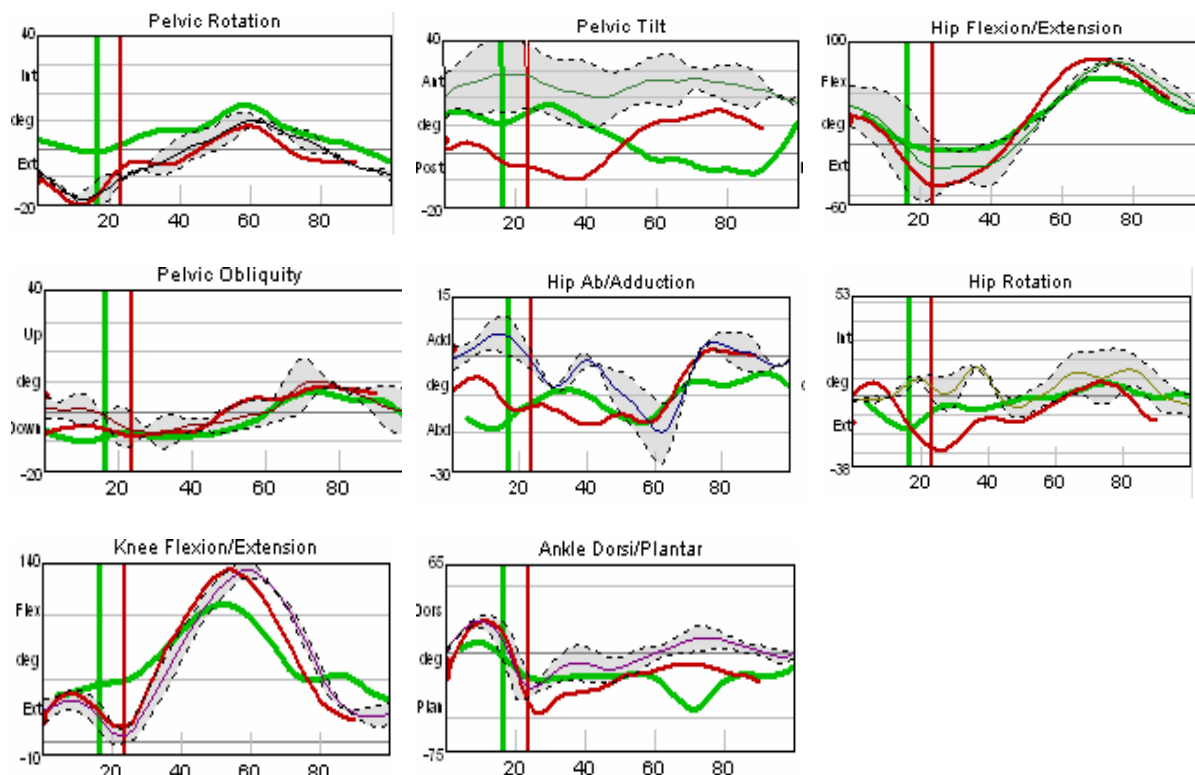 Pelvic Rotation
40
Int
deg
Ext
-20
20 40 60 80
Pelvic Tilt
40
Ant
deg
Post
-20
20 40 60 80
Hip Flexion/Extension
100
Flex
deg
Ext
-60
20 40 60 80
Pelvic Obliquity
40
Up
deg
Down
-20
20 40 60 80
Hip Ab/Adduction
15
Add
deg
Abd
-30
20 40 60 80
Hip Rotation
53
Int
deg
Ext
-38
20 40 60 80
Knee Flexion/Extension
140
Flex
deg
Ext
-10
20 40 60 80
Ankle Dorsi/Plantar
65
Dors
deg
Plan
-75
20 40 60 80